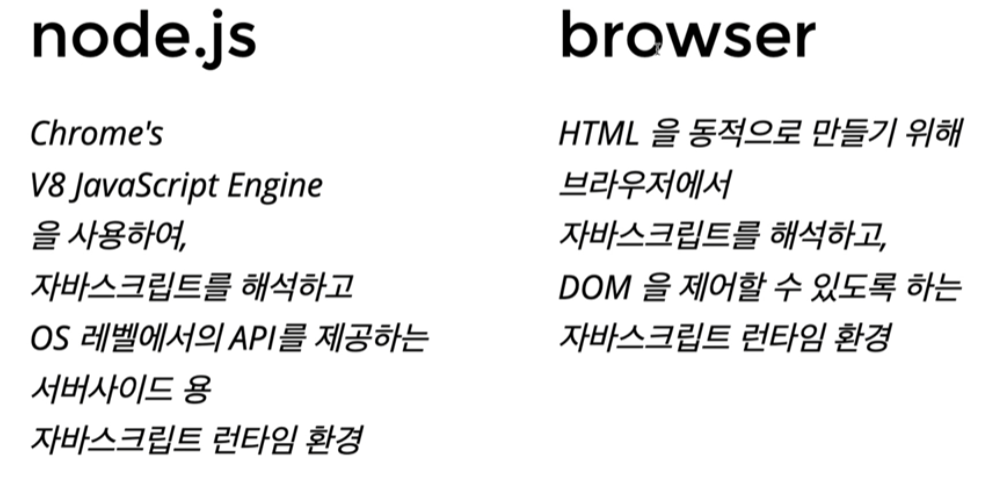 node.js
Chrome's
V8 JavaScript Engine
을 사용하여,
자바스크립트를 해석하고
OS 레벨에서의 API를 제공하는
서버사이드 용
자바스크립트 런타임 환경
browser
HTML 을 동적으로 만들기 위해
브라우저에서
자바스크립트를 해석하고,
DOM 을 제어할 수 있도록 하는
자바스크립트 런타임 환경